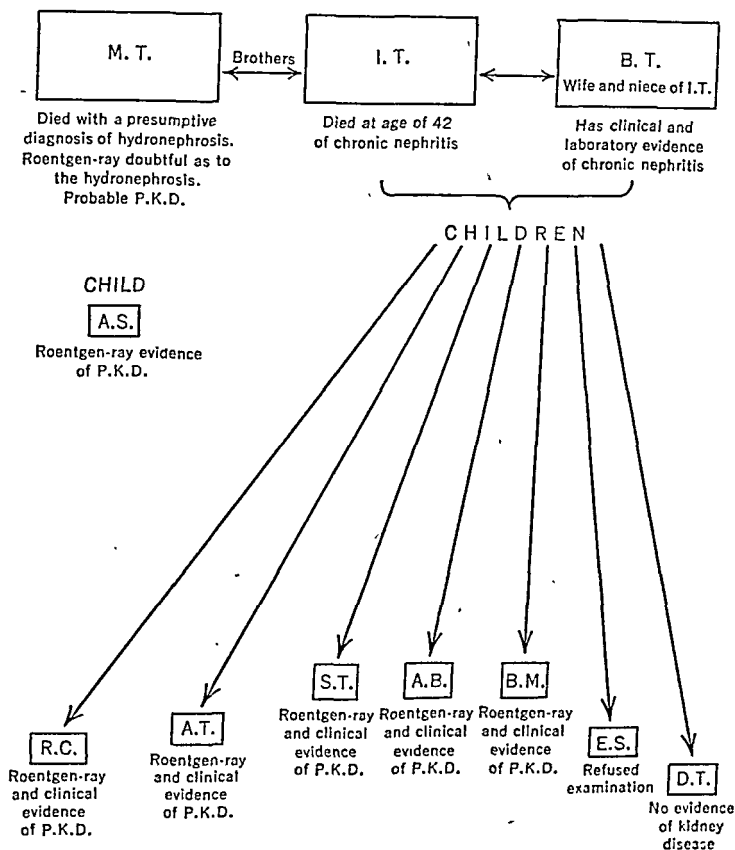 M. T.
Brothers
I. T.
B. T.
Wife and niece of I.T.
Died with a presumptive
diagnosis of hydronephrosis.
Roentgen-ray doubtful as to
the hydronephrosis.
Probable P.K.D.
Died at age of 42
of chronic nephritis
Has clinical and
laboratory evidence
of chronic nephritis
CHILDREN
CHILD
A.S.
Roentgen-ray evidence
of P.K.D.
R.C.
Roentgen-ray
and clinical
evidence
of P.K.D.
A.T.
Roentgen-ray
and clinical
evidence
of P.K.D.
S.T.
Roentgen-ray
and clinical
evidence
of P.K.D.
A.B.
Roentgen-ray
and clinical
evidence
of P.K.D.
B.M.
Roentgen-ray
and clinical
evidence
of P.K.D.
E.S.
Refused
examination
D.T.
No evidence
of kidney
disease